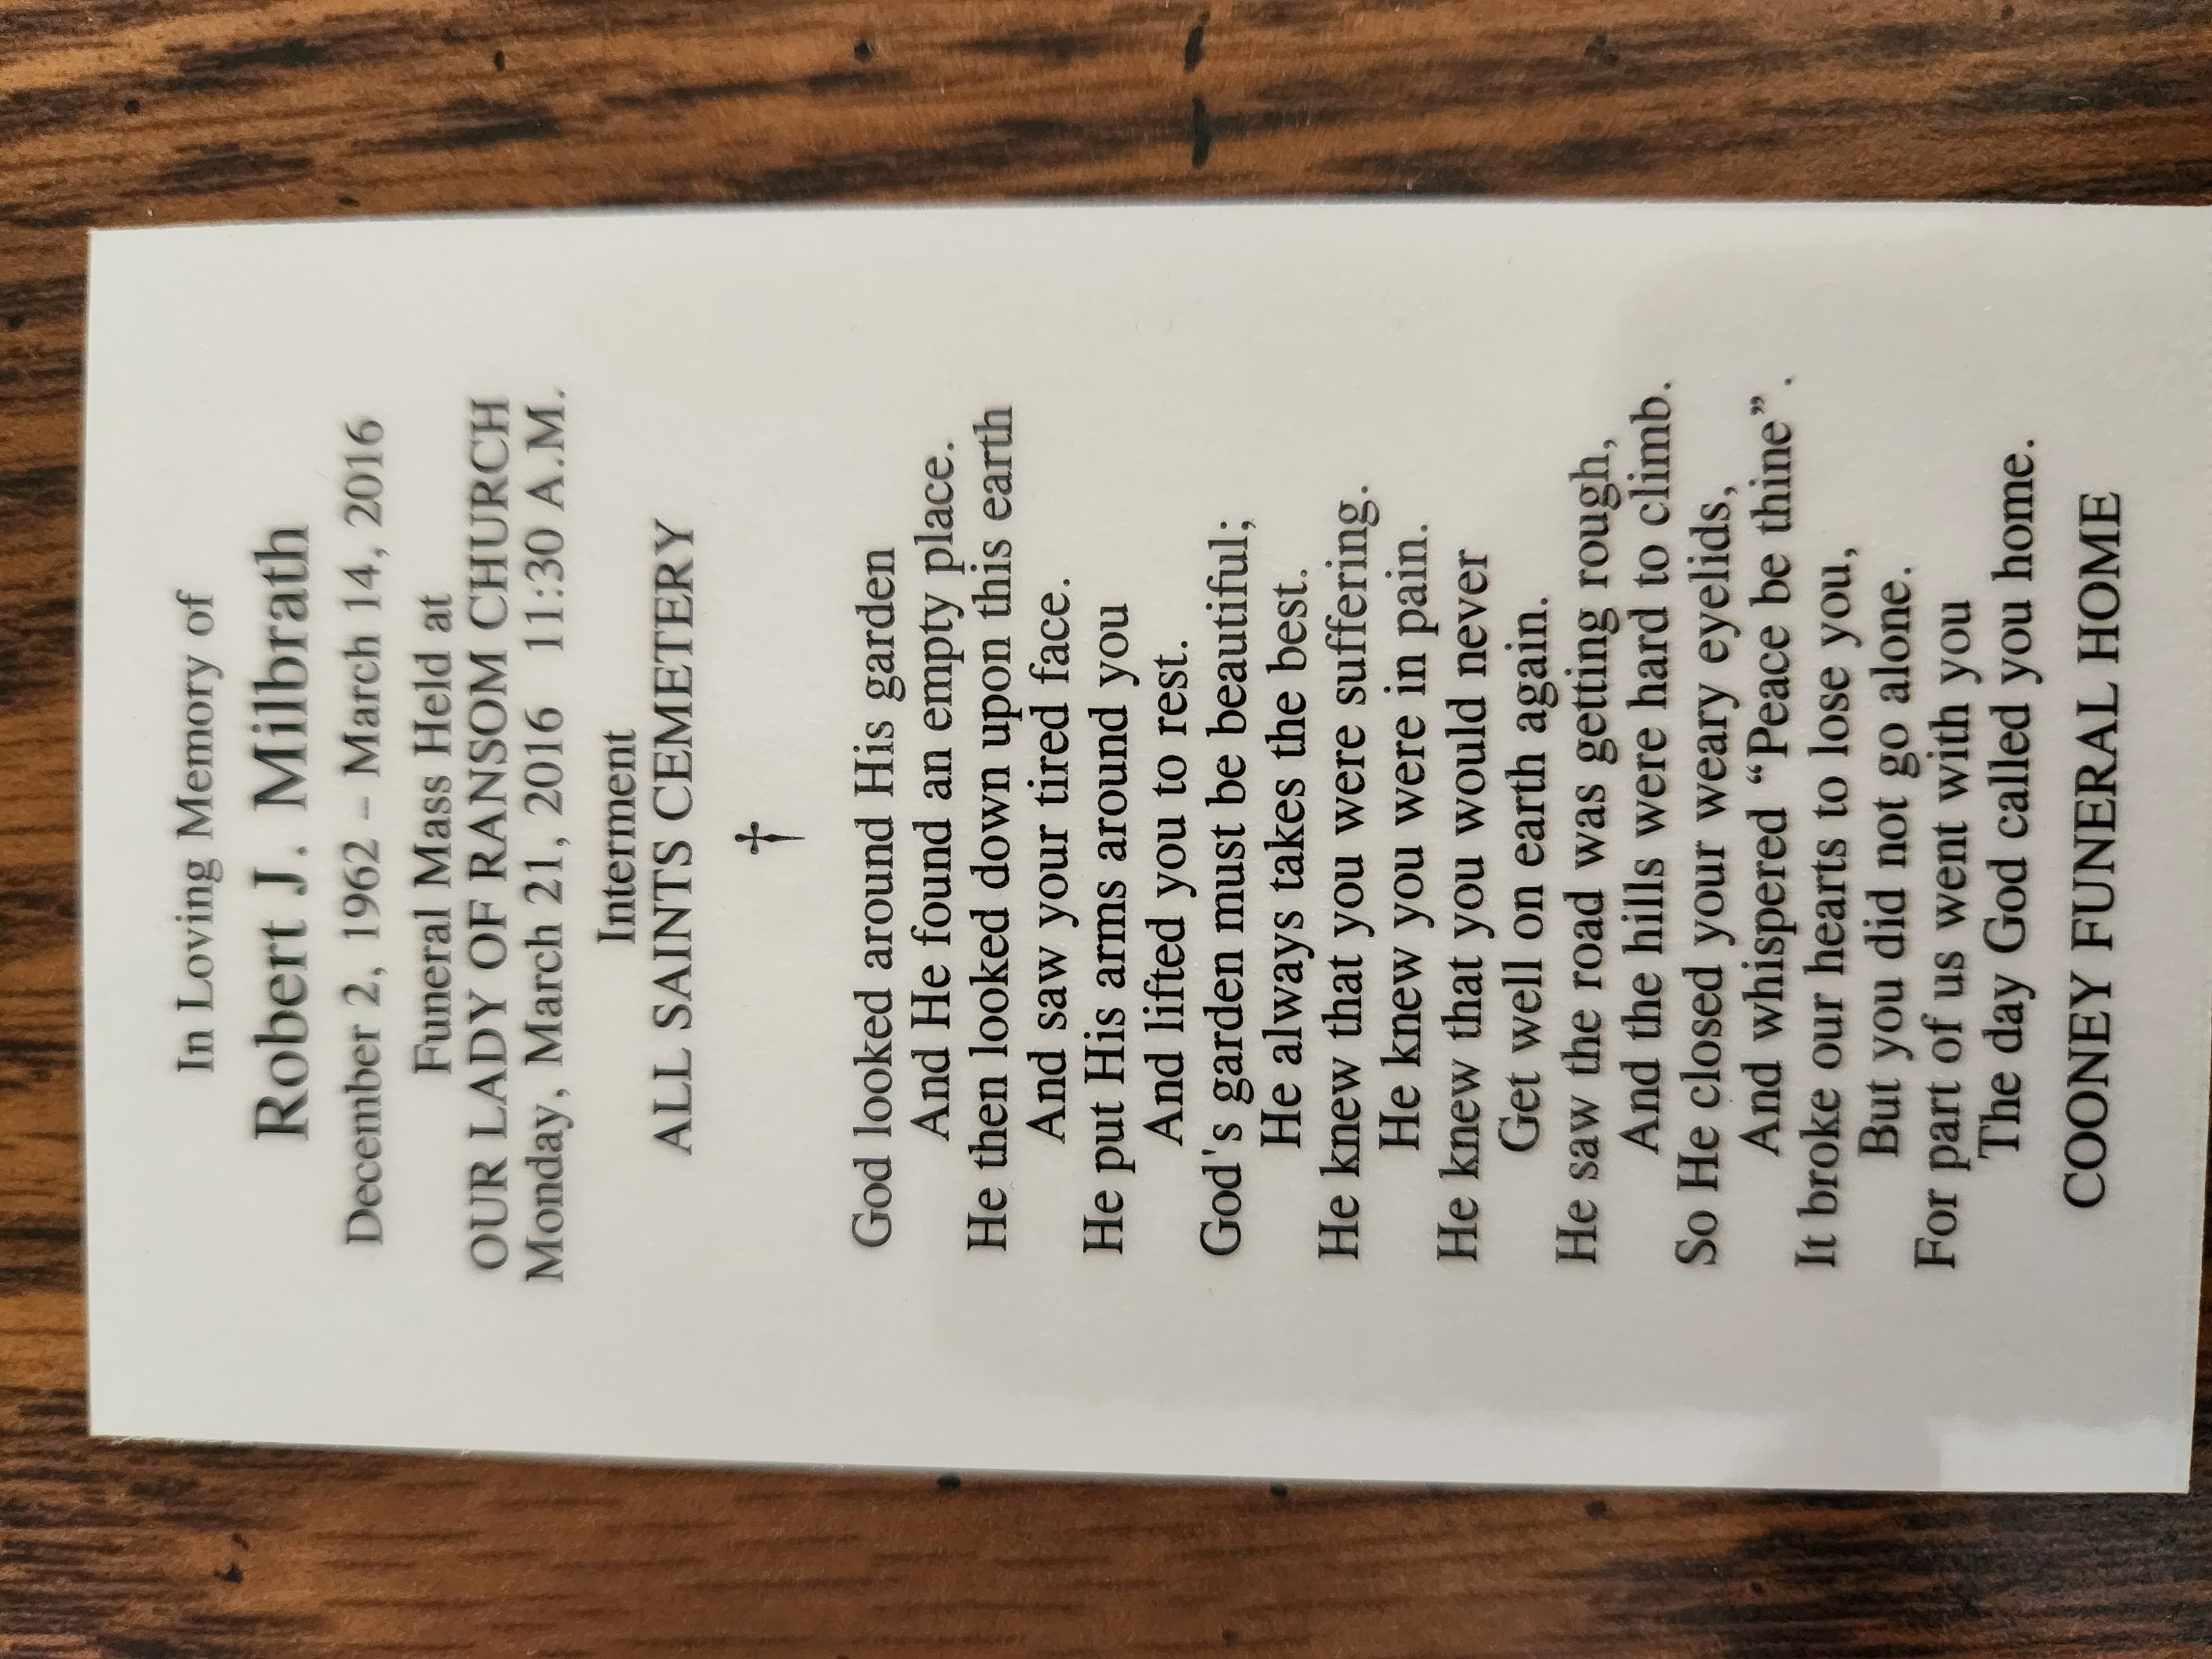 In Loving Memory of
Robert J. Milbrath
December 2, 1962 – March 14, 2016
Funeral Mass Held at
OUR LADY OF RANSOM CHURCH
Monday, March 21, 2016 11:30 A.M.
Interment
ALL SAINTS CEMETERY
God looked around His garden
And He found an empty place.
He then looked down upon this earth
And saw your tired face.
He put His arms around you
And lifted you to rest.
God's garden must be beautiful;
He always takes the best.
He knew that you were suffering.
He knew you were in pain.
He knew that you would never
Get well on earth again.
He saw the road was getting rough,
And the hills were hard to climb.
So He closed your weary eyelids,
And whispered “Peace be thine”.
It broke our hearts to lose you,
But you did not go alone.
For part of us went with you
The day God called you home.
COONEY FUNERAL HOME